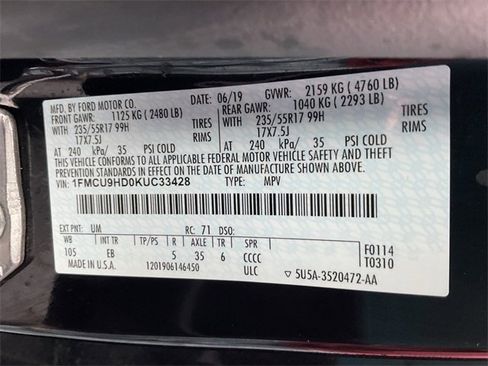 MFD. BY FORD MOTOR CO. 06/19 GVWR: 2159 KG ( 4760 LB)
FRONT GAWR: 1125 KG ( 2480 LB) REAR GAWR: 1040 KG ( 2293 LB)
WITH WITH
235/55R17 99H TIRES 235/55R17 99H TIRES
17X7.5J RIMS 17X7.5J RIMS
AT 240 kPa/ 35 PSI COLD AT 240 kPa/ 35 PSI COLD
THIS VEHICLE CONFORMS TO ALL APPLICABLE FEDERAL MOTOR VEHICLE SAFETY AND THEFT
PREVENTION STANDARDS IN EFFECT ON THE DATE OF MANUFACTURE SHOWN ABOVE.
VIN: 1FMCU9HD0KUC33428 TYPE: MPV
EXT PNT: UM RC: 71 DSO:
WB INT TR TP/PS R AXLE TR SPR F0114
105 EB 5 35 6 CCCC T0310
MADE IN U.S.A. 1201906146450 ULC 5U5A-3520472-AA